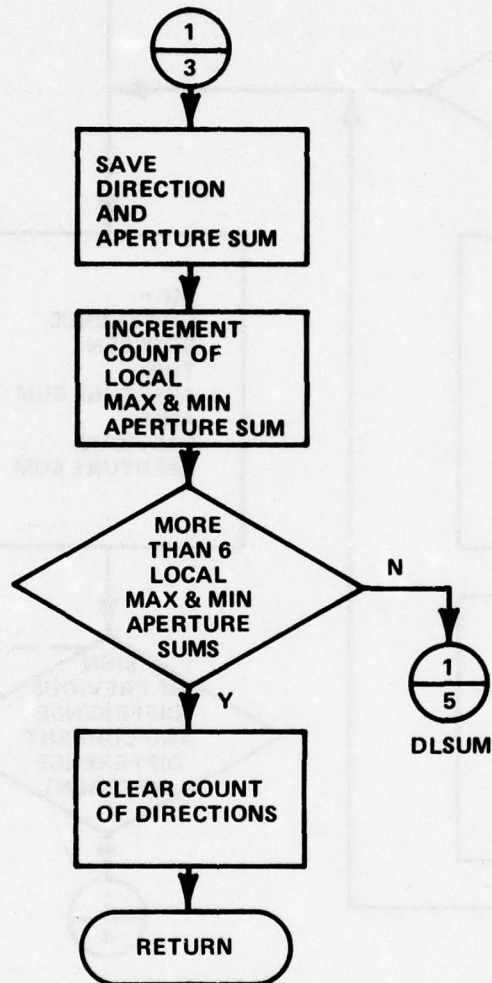 1
3
SAVE
DIRECTION
AND
APERTURE SUM
INCREMENT
COUNT OF
LOCAL
MAX & MIN
APERTURE SUM
MORE
THAN 6
LOCAL
MAX & MIN
APERTURE
SUMS
N
1
5
DLSUM
Y
CLEAR COUNT
OF DIRECTIONS
RETURN